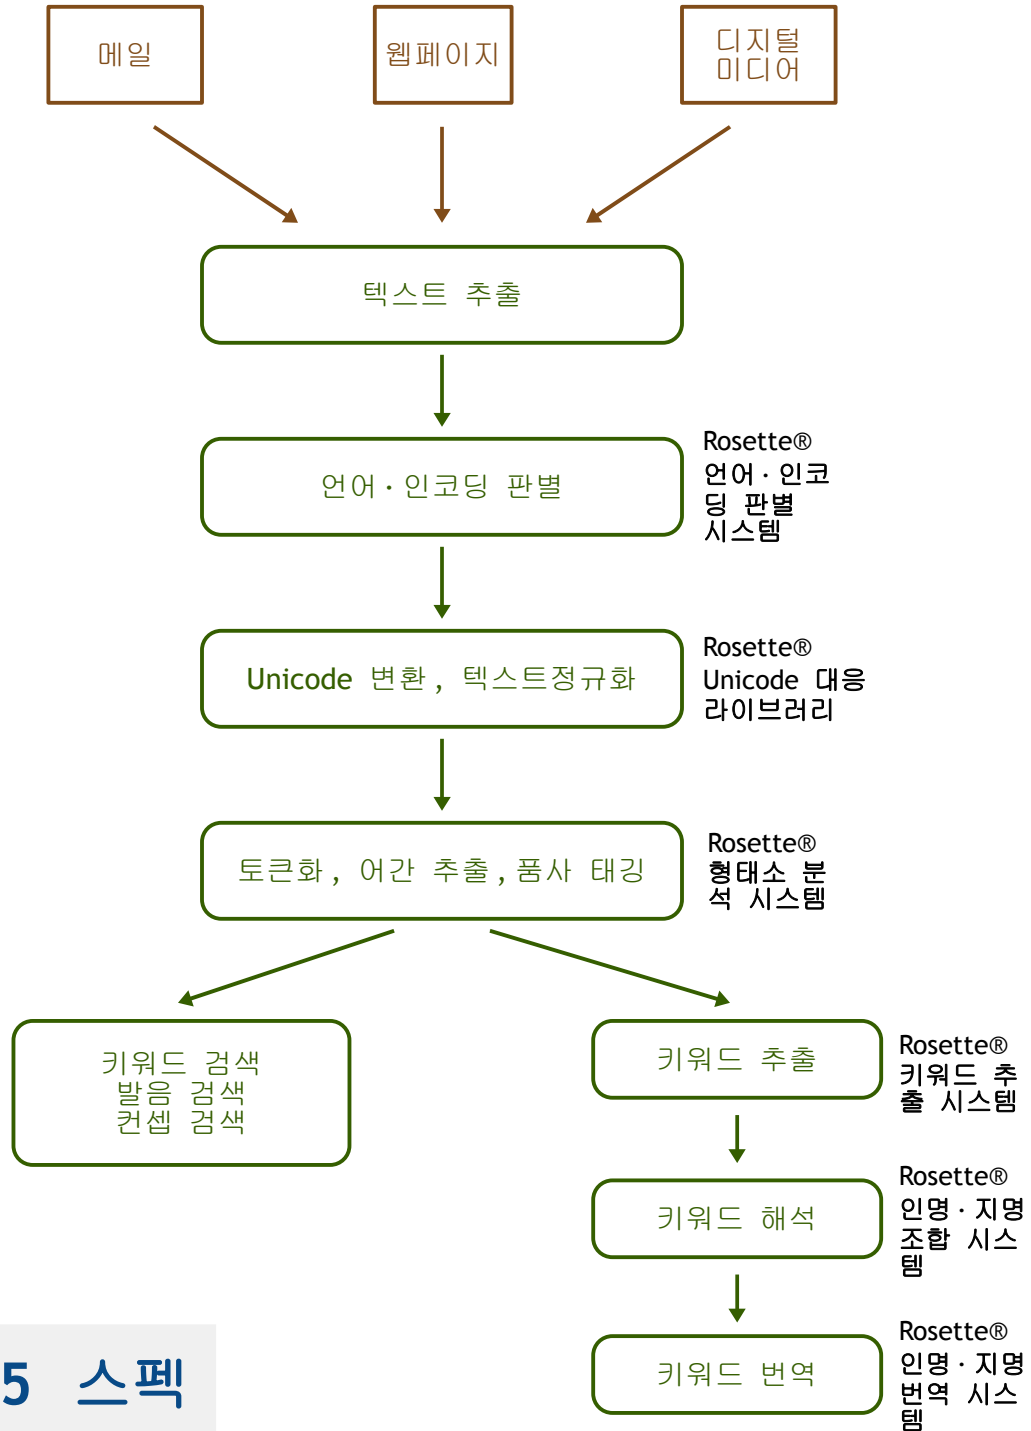 메일
웹페이지
디지털
미디어
텍스트 추출
언어·인코딩 판별
Rosette®
언어·인코
딩 판별
시스템
Unicode 변환, 텍스트정규화
Rosette®
Unicode 대응
라이브러리
토큰화, 어간 추출,품사 태깅
Rosette®
형태소 분
석 시스템
키워드 검색
발음 검색
컨셉 검색
키워드 추출
Rosette®
키워드 추
출 시스템
키워드 해석
Rosette®
인명·지명
조합 시스
템
키워드 번역
Rosette®
인명·지명
번역 시스
템
5 스펙